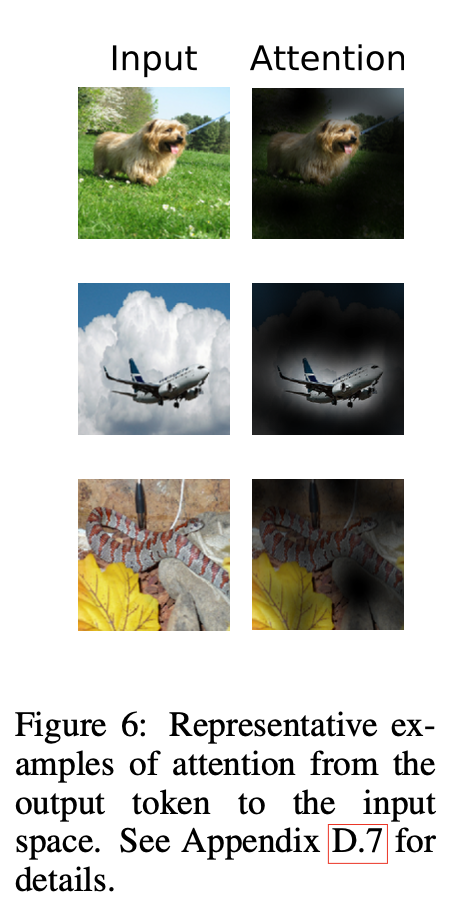 Input Attention
Figure 6: Representative ex-
amples of attention from the
output token to the input
space. See Appendix D.7 for
details.